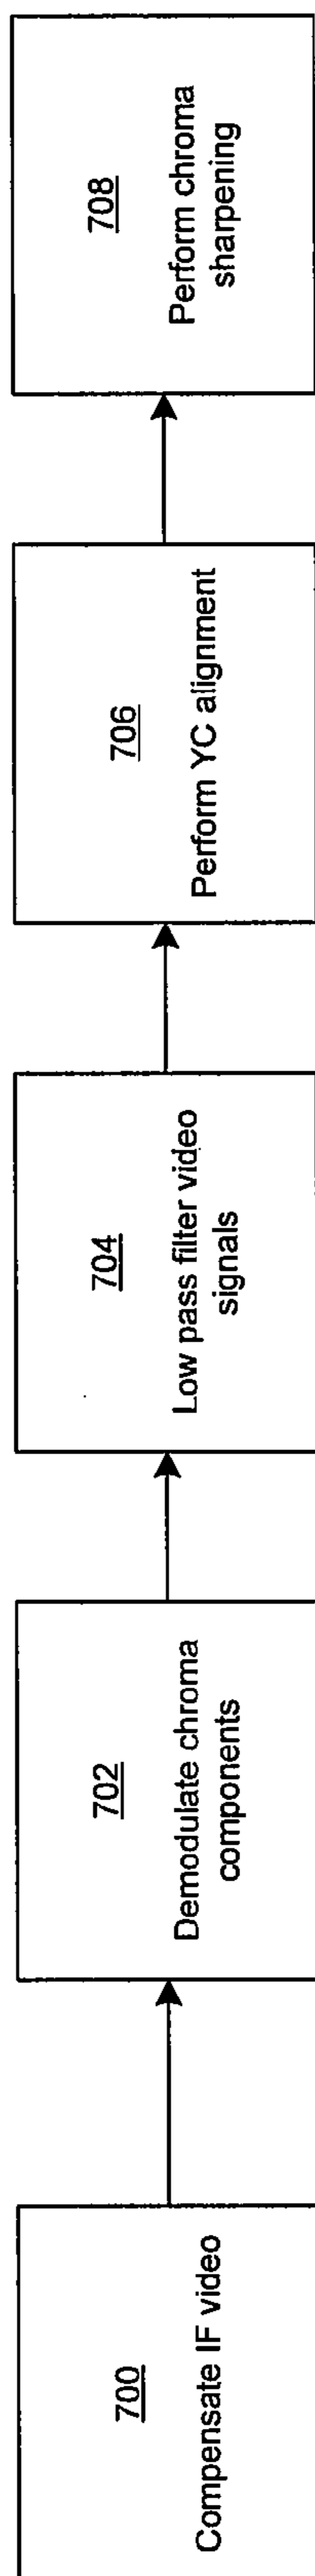 700
Compensate IF video
702
Demodulate chroma
components
704
Low pass filter video
signals
706
Perform YC alignment
708
Perform chroma
sharpening